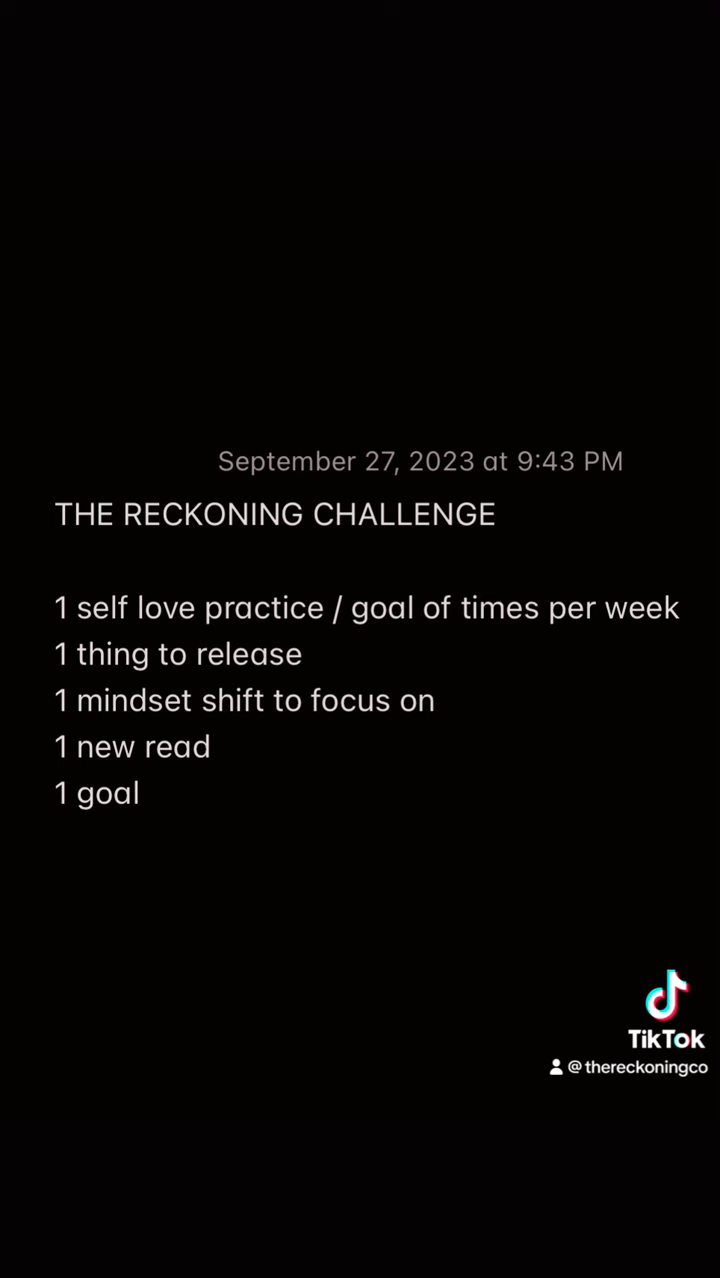 September 27, 2023 at 9:43 PM
THE RECKONING CHALLENGE
1 self love practice / goal of times per week
1 thing to release
1 mindset shift to focus on
1 new read
1 goal
TikTok
@thereckoningco